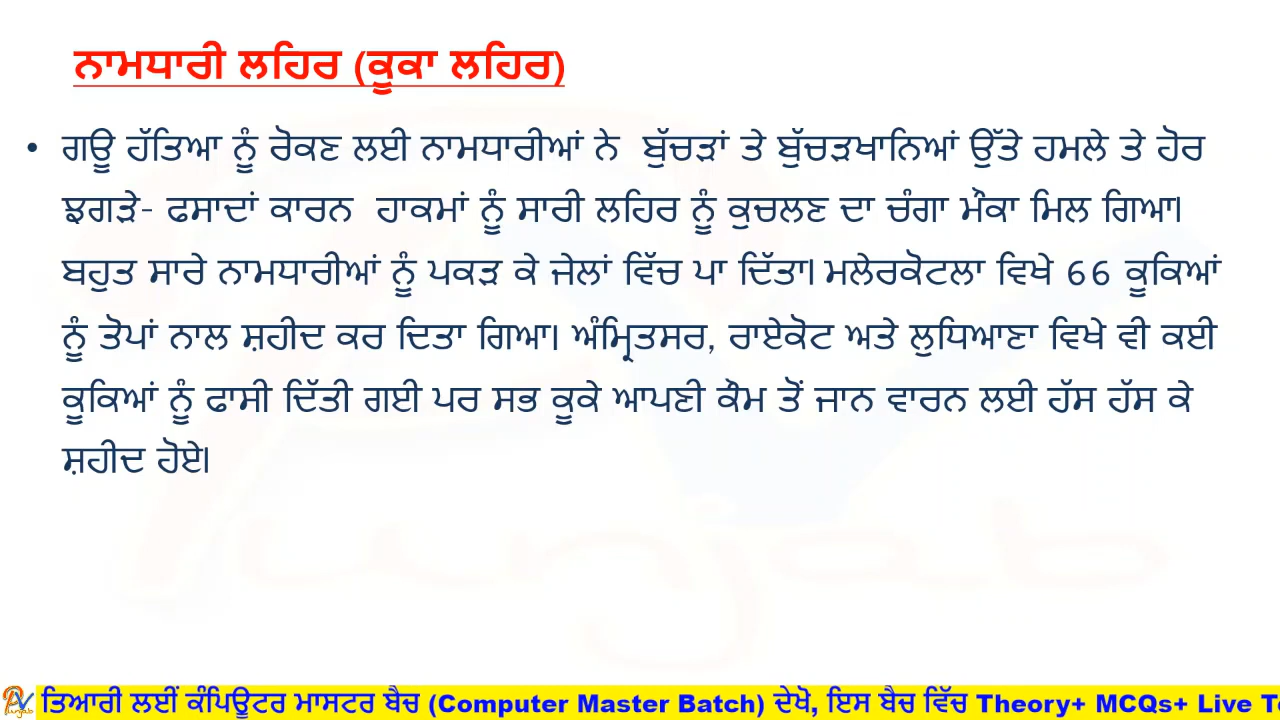 ਨਾਮਧਾਰੀ ਲਹਿਰ (ਕੂਕਾ ਲਹਿਰ)
• ਗਊ ਹੱਤਿਆ ਨੂੰ ਰੋਕਣ ਲਈ ਨਾਮਧਾਰੀਆਂ ਨੇ ਬੁੱਚੜਾਂ ਤੇ ਬੁੱਚੜਖਾਨਿਆਂ ਉੱਤੇ ਹਮਲੇ ਤੇ ਹੋਰ
ਝਗੜੇ- ਫਸਾਦਾਂ ਕਾਰਨ ਹਾਕਮਾਂ ਨੂੰ ਸਾਰੀ ਲਹਿਰ ਨੂੰ ਕੁਚਲਣ ਦਾ ਚੰਗਾ ਮੌਕਾ ਮਿਲ ਗਿਆ।
ਬਹੁਤ ਸਾਰੇ ਨਾਮਧਾਰੀਆਂ ਨੂੰ ਪਕੜ ਕੇ ਜੇਲਾਂ ਵਿੱਚ ਪਾ ਦਿੱਤਾ। ਮਲੇਰਕੋਟਲਾ ਵਿਖੇ 66 ਕੂਕਿਆਂ
ਨੂੰ ਤੋਪਾਂ ਨਾਲ ਸ਼ਹੀਦ ਕਰ ਦਿਤਾ ਗਿਆ। ਅੰਮ੍ਰਿਤਸਰ, ਰਾਏਕੋਟ ਅਤੇ ਲੁਧਿਆਣਾ ਵਿਖੇ ਵੀ ਕਈ
ਕੂਕਿਆਂ ਨੂੰ ਫਾਸੀ ਦਿੱਤੀ ਗਈ ਪਰ ਸਭ ਕੂਕੇ ਆਪਣੀ ਕੌਮ ਤੋਂ ਜਾਨ ਵਾਰਨ ਲਈ ਹੱਸ ਹੱਸ ਕੇ
ਸ਼ਹੀਦ ਹੋਏ।
Punjab
ਤਿਆਰੀ ਲਈਂ ਕੰਪਿਊਟਰ ਮਾਸਟਰ ਬੈਚ (Computer Master Batch) ਦੇਖੋ, ਇਸ ਬੈਚ ਵਿੱਚ Theory+ MCQs+ Live